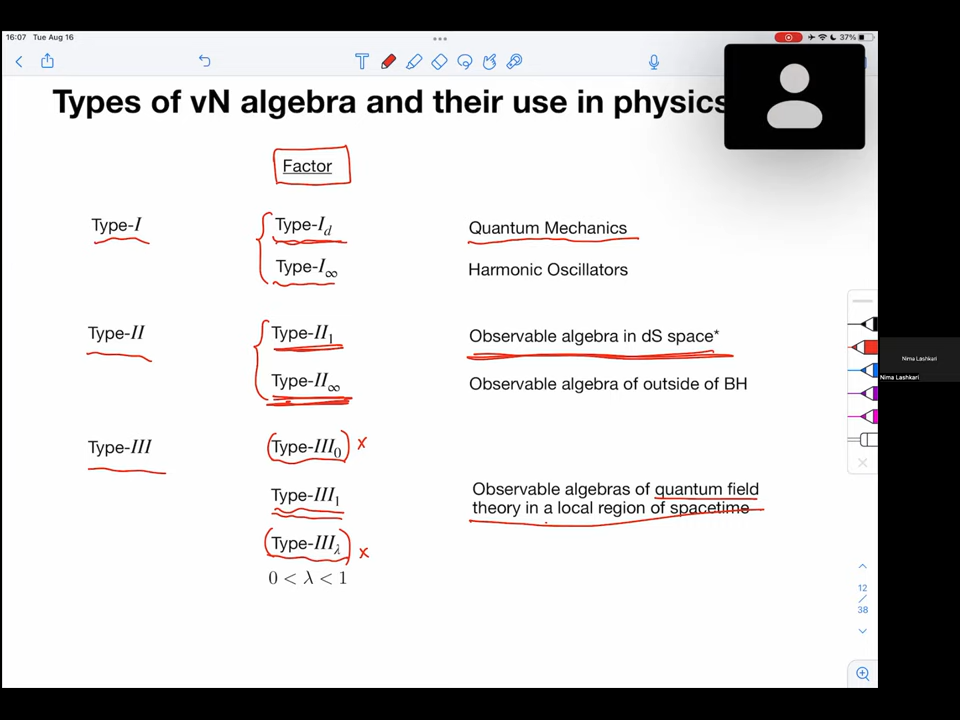 16:07 Tue Aug 16
37%
Types of vN algebra and their use in physics
Factor
Type-I
Type-I_d
Quantum Mechanics
Type-I_∞
Harmonic Oscillators
Type-II
Type-II_1
Observable algebra in dS space*
Type-II_∞
Observable algebra of outside of BH
Type-III
Type-III_0
x
Type-III_1
Observable algebras of quantum field
theory in a local region of spacetime
Type-III_λ
x
0 < λ < 1
12
/
38
Nima Lashkari
Nima Lashkari